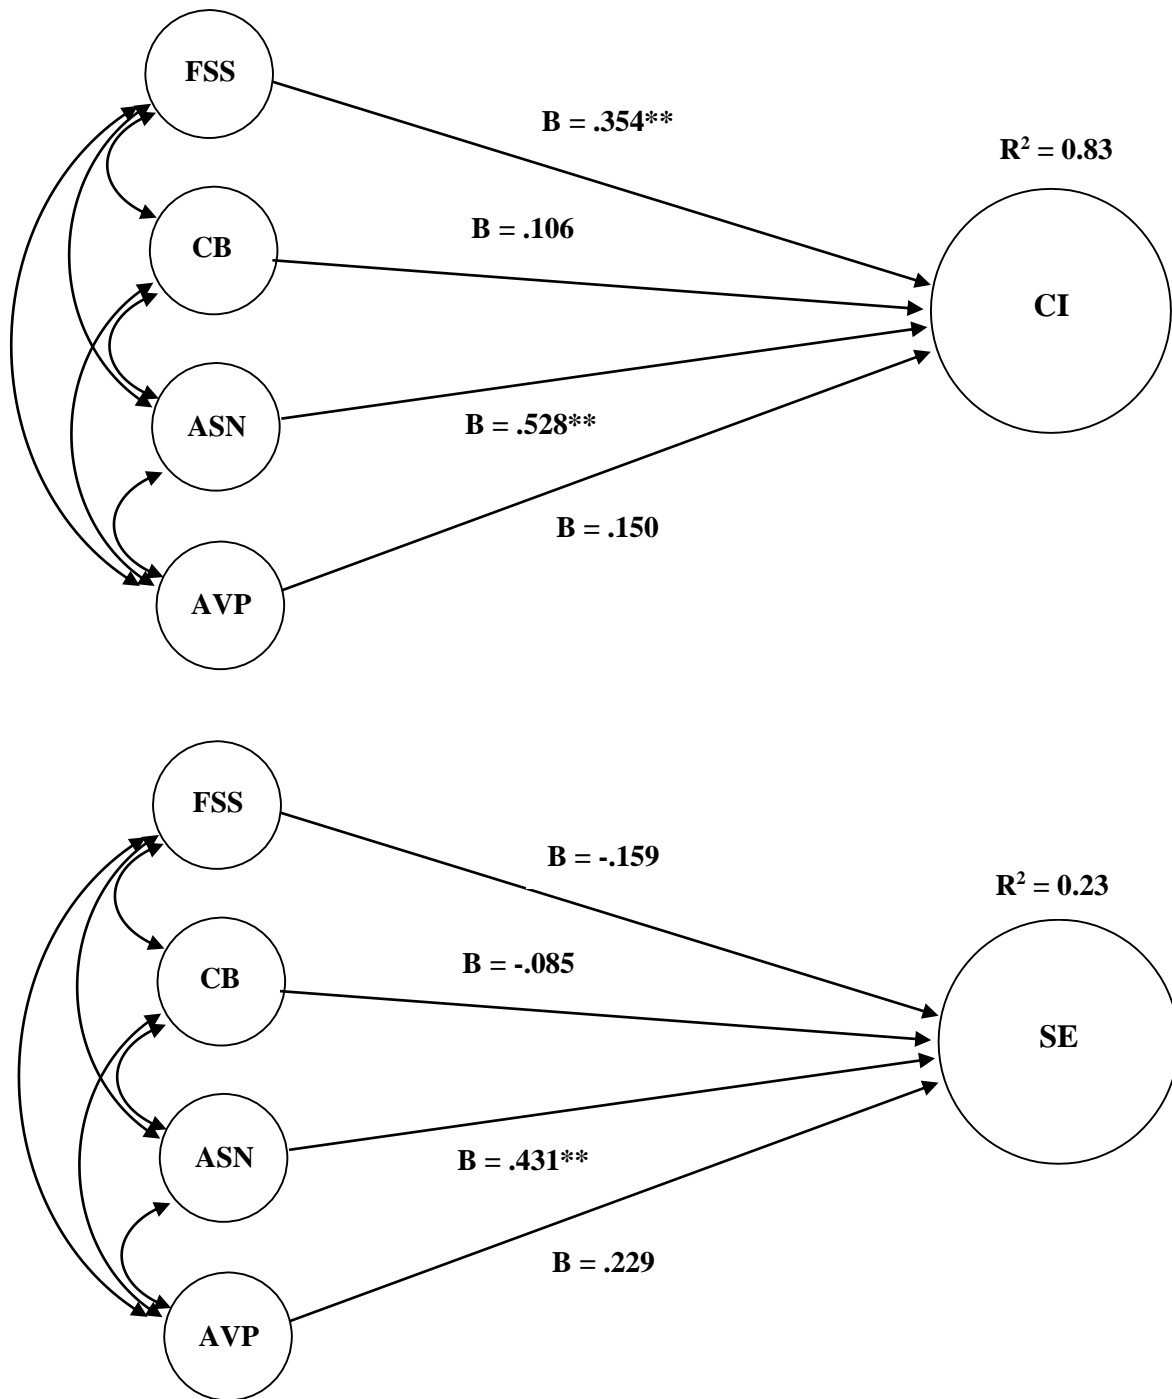 FSS
B = .354**
R² = 0.83
B = .106
CB
CI
ASN
B = .528**
B = .150
AVP
FSS
B = -.159
R² = 0.23
B = -.085
CB
SE
ASN
B = .431**
B = .229
AVP